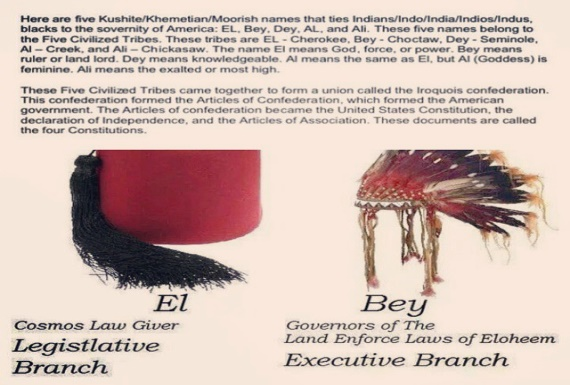 Here are five Kushite/Khemetian/Moorish names that ties Indians/Indo/India/Indios/Indus,
blacks to the sovernity of America: EL, Bey, Dey, AL, and Ali. These five names belong to
the Five Civilized Tribes. These tribes are EL - Cherokee, Bey - Choctaw, Dey - Seminole,
Al – Creek, and Ali – Chickasaw. The name El means God, force, or power. Bey means
ruler or land lord. Dey means knowledgeable. Al means the same as El, but Al (Goddess) is
feminine. Ali means the exalted or most high.
These Five Civilized Tribes came together to form a union called the Iroquois confederation.
This confederation formed the Articles of Confederation, which formed the American
government. The Articles of confederation became the United States Constitution, the
declaration of Independence, and the Articles of Association. These documents are called
the four Constitutions.
El
Cosmos Law Giver
Legistlative
Branch
Bey
Governors of The
Land Enforce Laws of Eloheem
Executive Branch